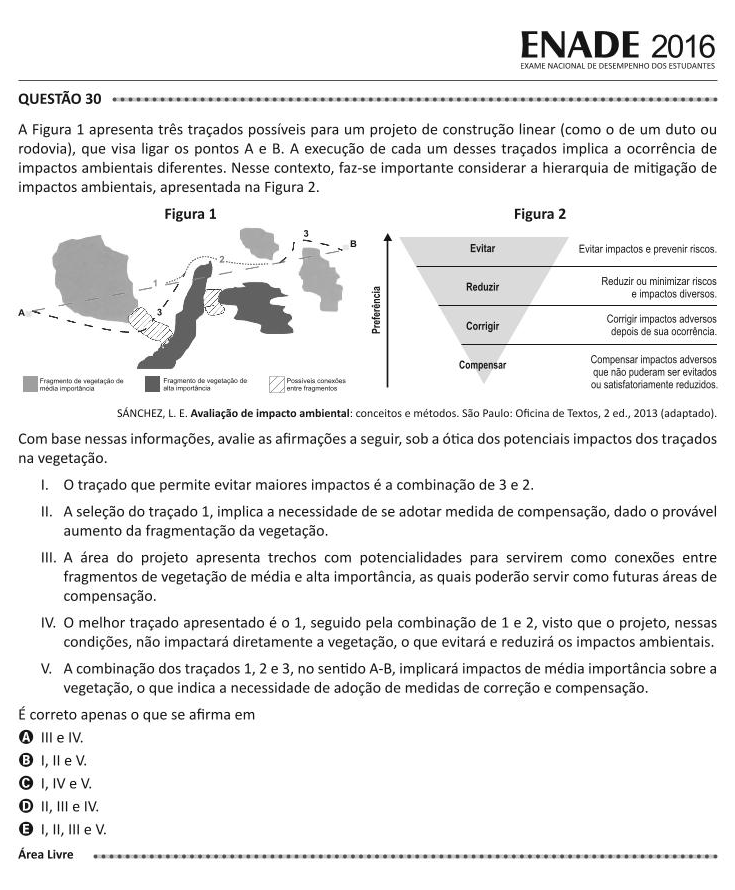 ENADE 2016
EXAME NACIONAL DE DESEMPENHO DOS ESTUDANTES
QUESTÃO 30
A Figura 1 apresenta três traçados possíveis para um projeto de construção linear (como o de um duto ou
rodovia), que visa ligar os pontos A e B. A execução de cada um desses traçados implica a ocorrência de
impactos ambientais diferentes. Nesse contexto, faz-se importante considerar a hierarquia de mitigação de
impactos ambientais, apresentada na Figura 2.
Figura 1
3
B
2
1
A
3
Fragmento de vegetação de
média importância
Fragmento de vegetação de
alta importância
Possíveis conexões
entre fragmentos
Figura 2
Preferência
Evitar
Evitar impactos e prevenir riscos.
Reduzir
Reduzir ou minimizar riscos
e impactos diversos.
Corrigir
Corrigir impactos adversos
depois de sua ocorrência.
Compensar
Compensar impactos adversos
que não puderam ser evitados
ou satisfatoriamente reduzidos.
SÁNCHEZ, L. E. Avaliação de impacto ambiental: conceitos e métodos. São Paulo: Oficina de Textos, 2 ed., 2013 (adaptado).
Com base nessas informações, avalie as afirmações a seguir, sob a ótica dos potenciais impactos dos traçados
na vegetação.
I. O traçado que permite evitar maiores impactos é a combinação de 3 e 2.
II. A seleção do traçado 1, implica a necessidade de se adotar medida de compensação, dado o provável
aumento da fragmentação da vegetação.
III. A área do projeto apresenta trechos com potencialidades para servirem como conexões entre
fragmentos de vegetação de média e alta importância, as quais poderão servir como futuras áreas de
compensação.
IV. O melhor traçado apresentado é o 1, seguido pela combinação de 1 e 2, visto que o projeto, nessas
condições, não impactará diretamente a vegetação, o que evitará e reduzirá os impactos ambientais.
V. A combinação dos traçados 1, 2 e 3, no sentido A-B, implicará impactos de média importância sobre a
vegetação, o que indica a necessidade de adoção de medidas de correção e compensação.
É correto apenas o que se afirma em
A III e IV.
B I, II e V.
C I, IV e V.
D II, III e IV.
E I, II, III e V.
Área Livre